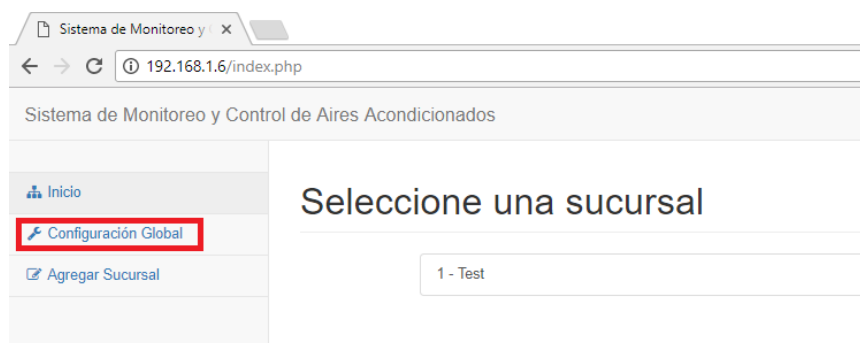 Sistema de Monitoreo y
192.168.1.6/index.php
Sistema de Monitoreo y Control de Aires Acondicionados
Inicio
Seleccione una sucursal
Configuración Global
Agregar Sucursal
1 - Test